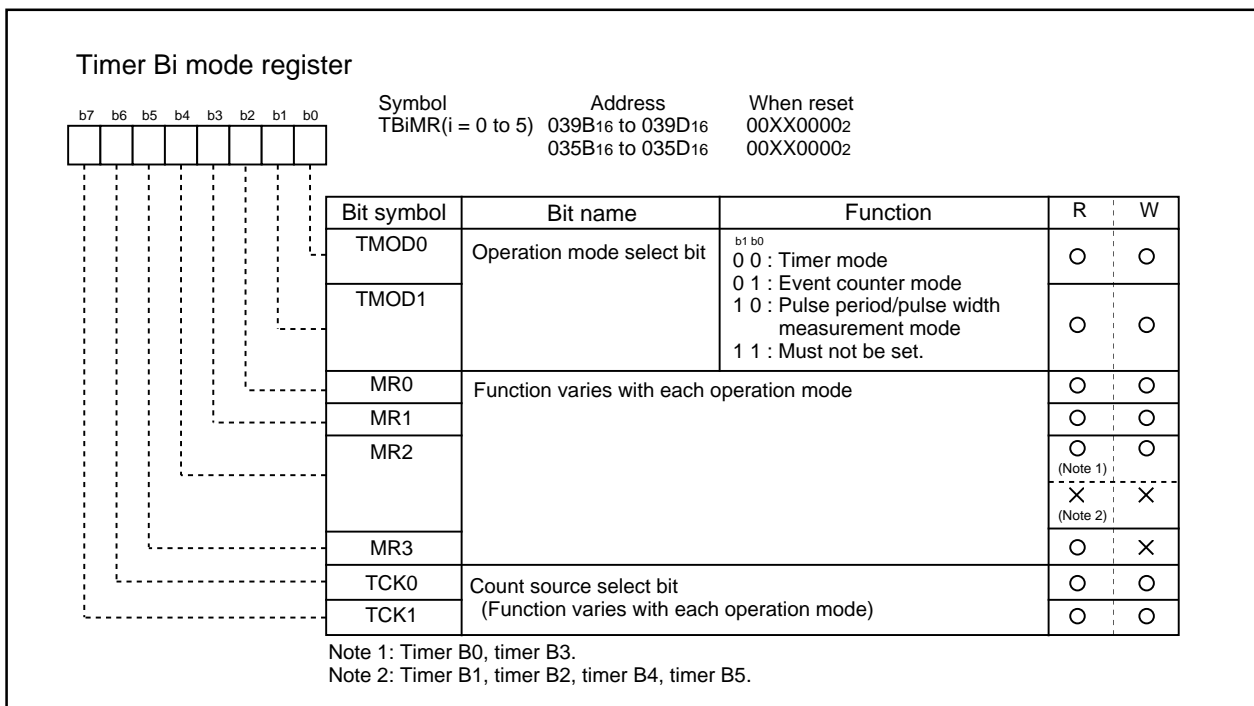 Timer Bi mode register
Symbol Address When reset
TBiMR(i = 0 to 5) 039B16 to 039D16 00XX00002
035B16 to 035D16 00XX00002
b7 b6 b5 b4 b3 b2 b1 b0
Bit symbol Bit name Function R W
TMOD0 Operation mode select bit
b1 b0
0 0 : Timer mode
0 1 : Event counter mode
TMOD1
1 0 : Pulse period/pulse width
measurement mode
1 1 : Must not be set.
MR0 Function varies with each operation mode
MR1
MR2
(Note 1)
(Note 2)
MR3
TCK0 Count source select bit
TCK1 (Function varies with each operation mode)
Note 1: Timer B0, timer B3.
Note 2: Timer B1, timer B2, timer B4, timer B5.